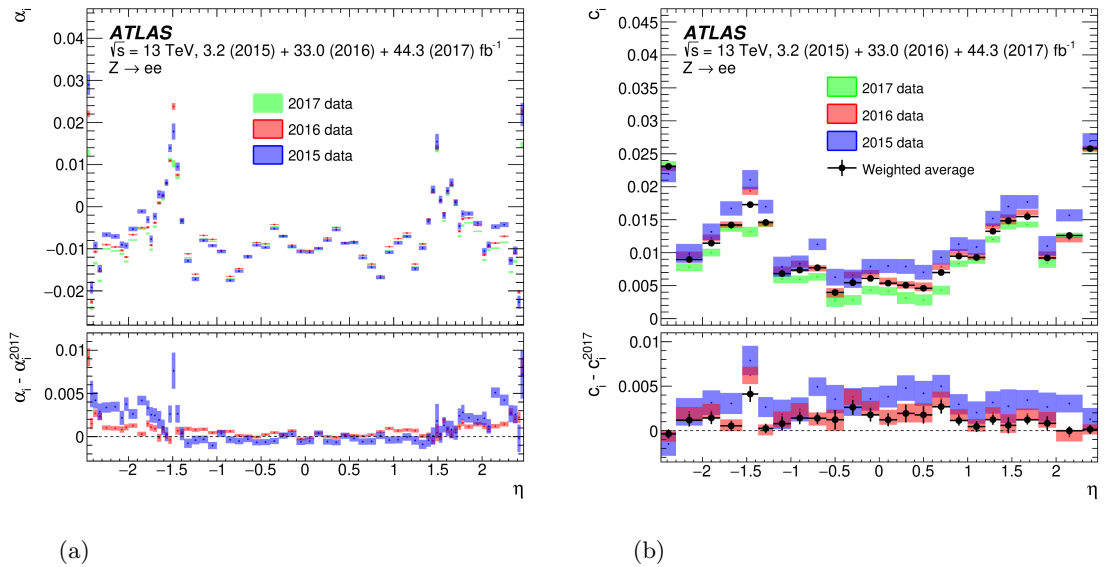 αᵢ
ATLAS
√s = 13 TeV, 3.2 (2015) + 33.0 (2016) + 44.3 (2017) fb⁻¹
Z → ee
2017 data
2016 data
2015 data
0.04
0.03
0.02
0.01
0
−0.01
−0.02
αᵢ - αᵢ²⁰¹⁷
0.01
0.005
0
−2 −1.5 −1 −0.5 0 0.5 1 1.5 2
η
(a)
cᵢ
ATLAS
√s = 13 TeV, 3.2 (2015) + 33.0 (2016) + 44.3 (2017) fb⁻¹
Z → ee
2017 data
2016 data
2015 data
Weighted average
0.045
0.04
0.035
0.03
0.025
0.02
0.015
0.01
0.005
0
cᵢ - cᵢ²⁰¹⁷
0.01
0.005
0
−2 −1.5 −1 −0.5 0 0.5 1 1.5 2
η
(b)